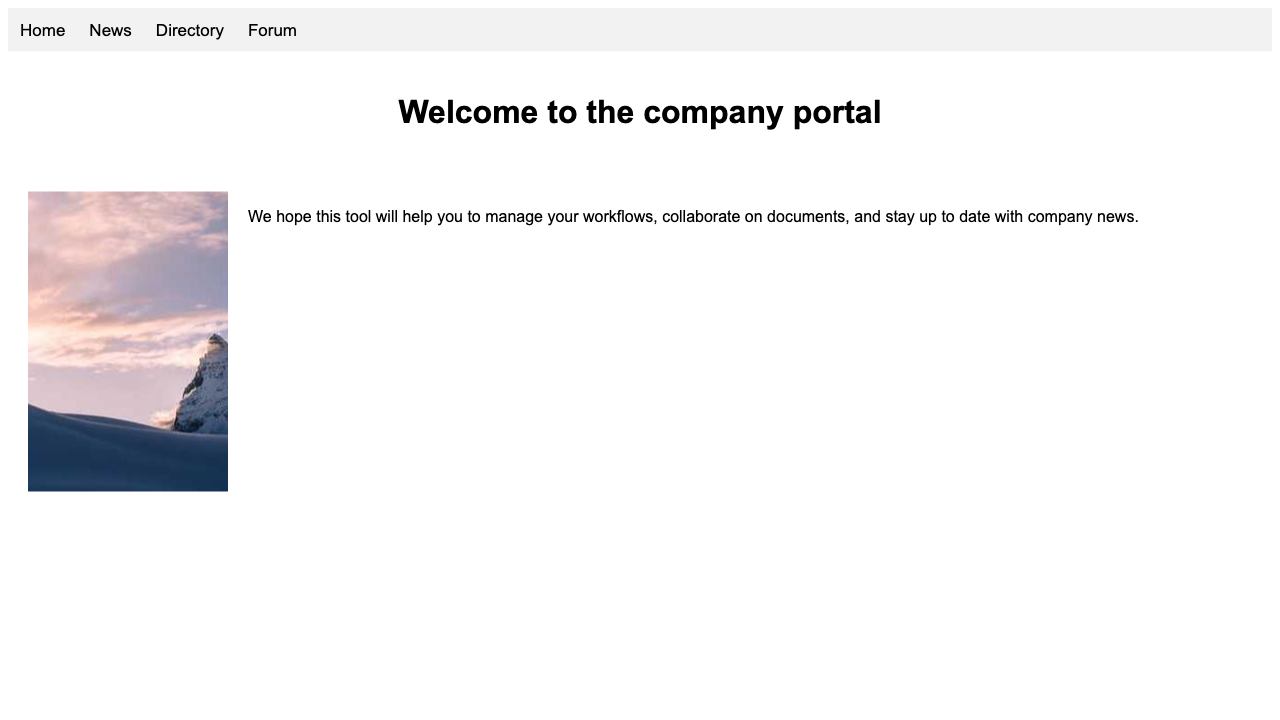 Home News Directory Forum
Welcome to the company portal
We hope this tool will help you to manage your workflows, collaborate on documents, and stay up to date with company news.